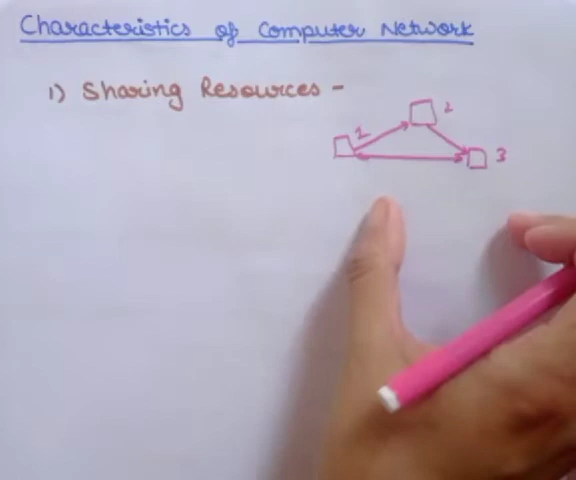 Characteristics of Computer Network
1) Sharing Resources -
1
2
3